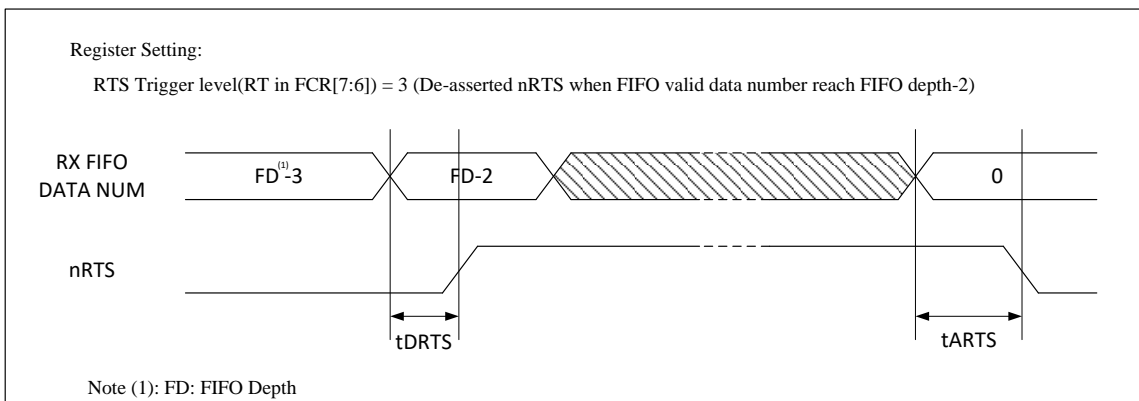 Register Setting:
RTS Trigger level(RT in FCR[7:6]) = 3 (De-asserted nRTS when FIFO valid data number reach FIFO depth-2)
RX FIFO
DATA NUM
FD(1)-3
FD-2
0
nRTS
tDRTS
tARTS
Note (1): FD: FIFO Depth